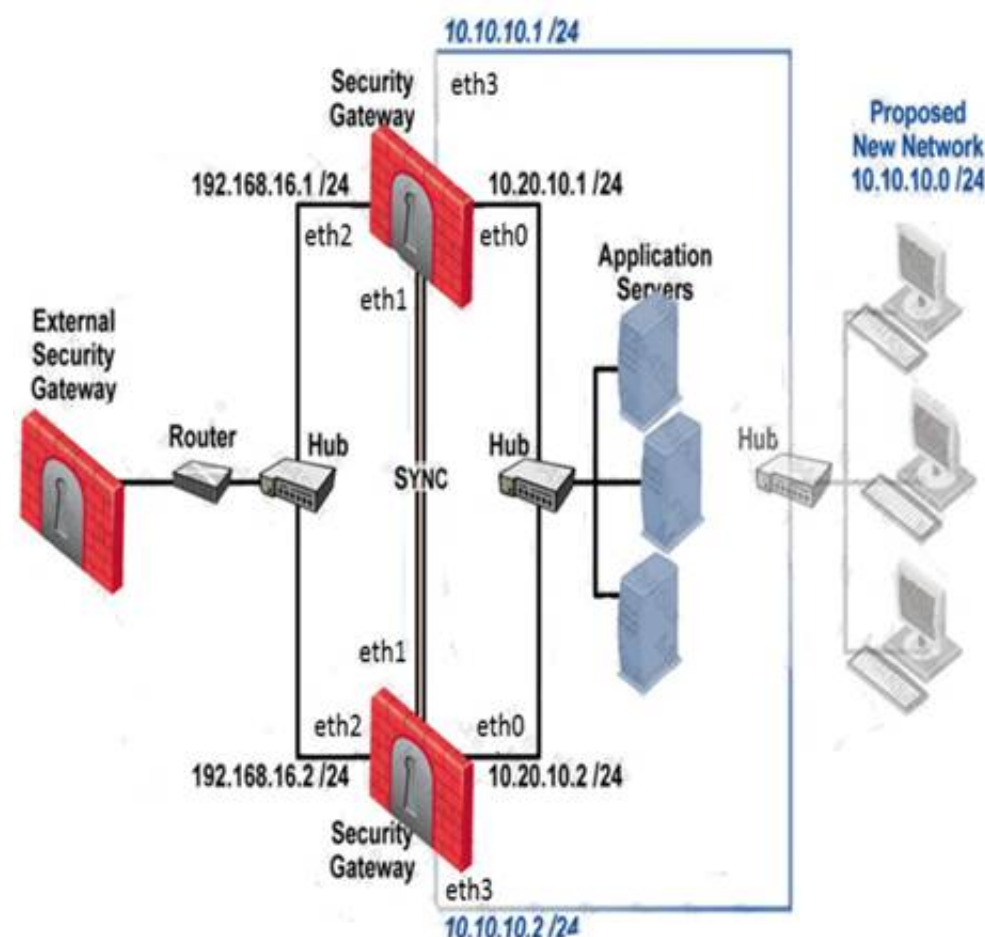 10.10.10.1 /24
Security
Gateway
eth3
Proposed
New Network
10.10.10.0 /24
192.168.16.1 /24
10.20.10.1 /24
eth2
eth0
Application
Servers
eth1
External
Security
Gateway
Router
Hub
Hub
Hub
SYNC
eth1
eth2
eth0
192.168.16.2 /24
10.20.10.2 /24
Security
Gateway
eth3
10.10.10.2 /24